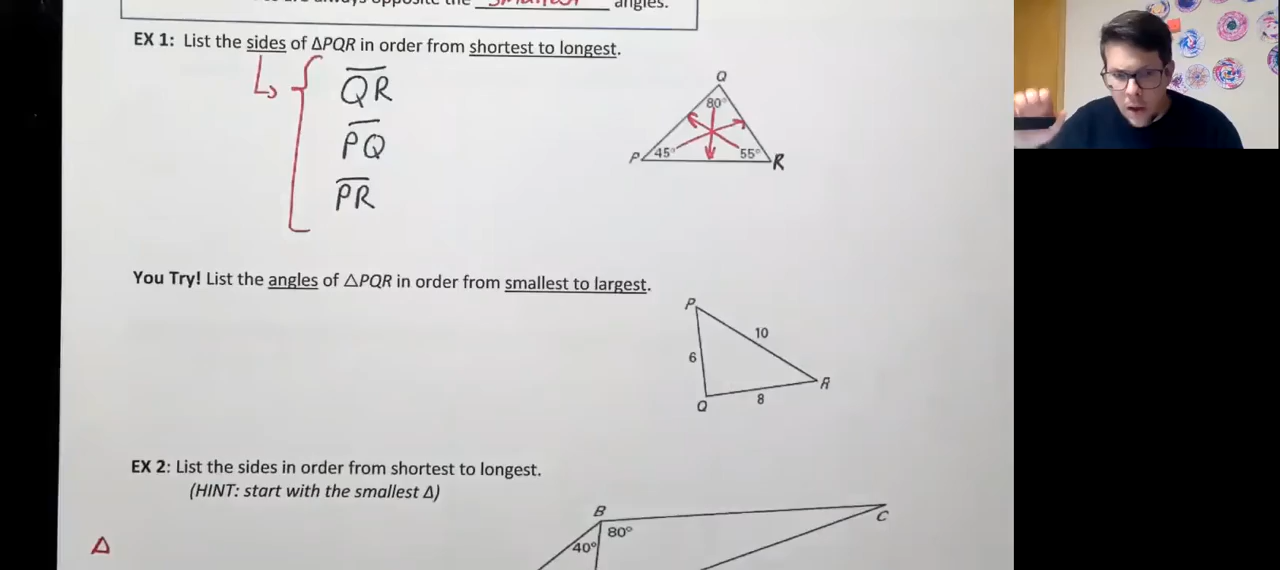 smallest angles.
EX 1: List the sides of ΔPQR in order from shortest to longest.
QR
PQ
PR
Q
80°
P 45° 55° R
You Try! List the angles of △PQR in order from smallest to largest.
P
10
6
R
Q 8
EX 2: List the sides in order from shortest to longest.
(HINT: start with the smallest Δ)
B
C
80°
40°
Δ